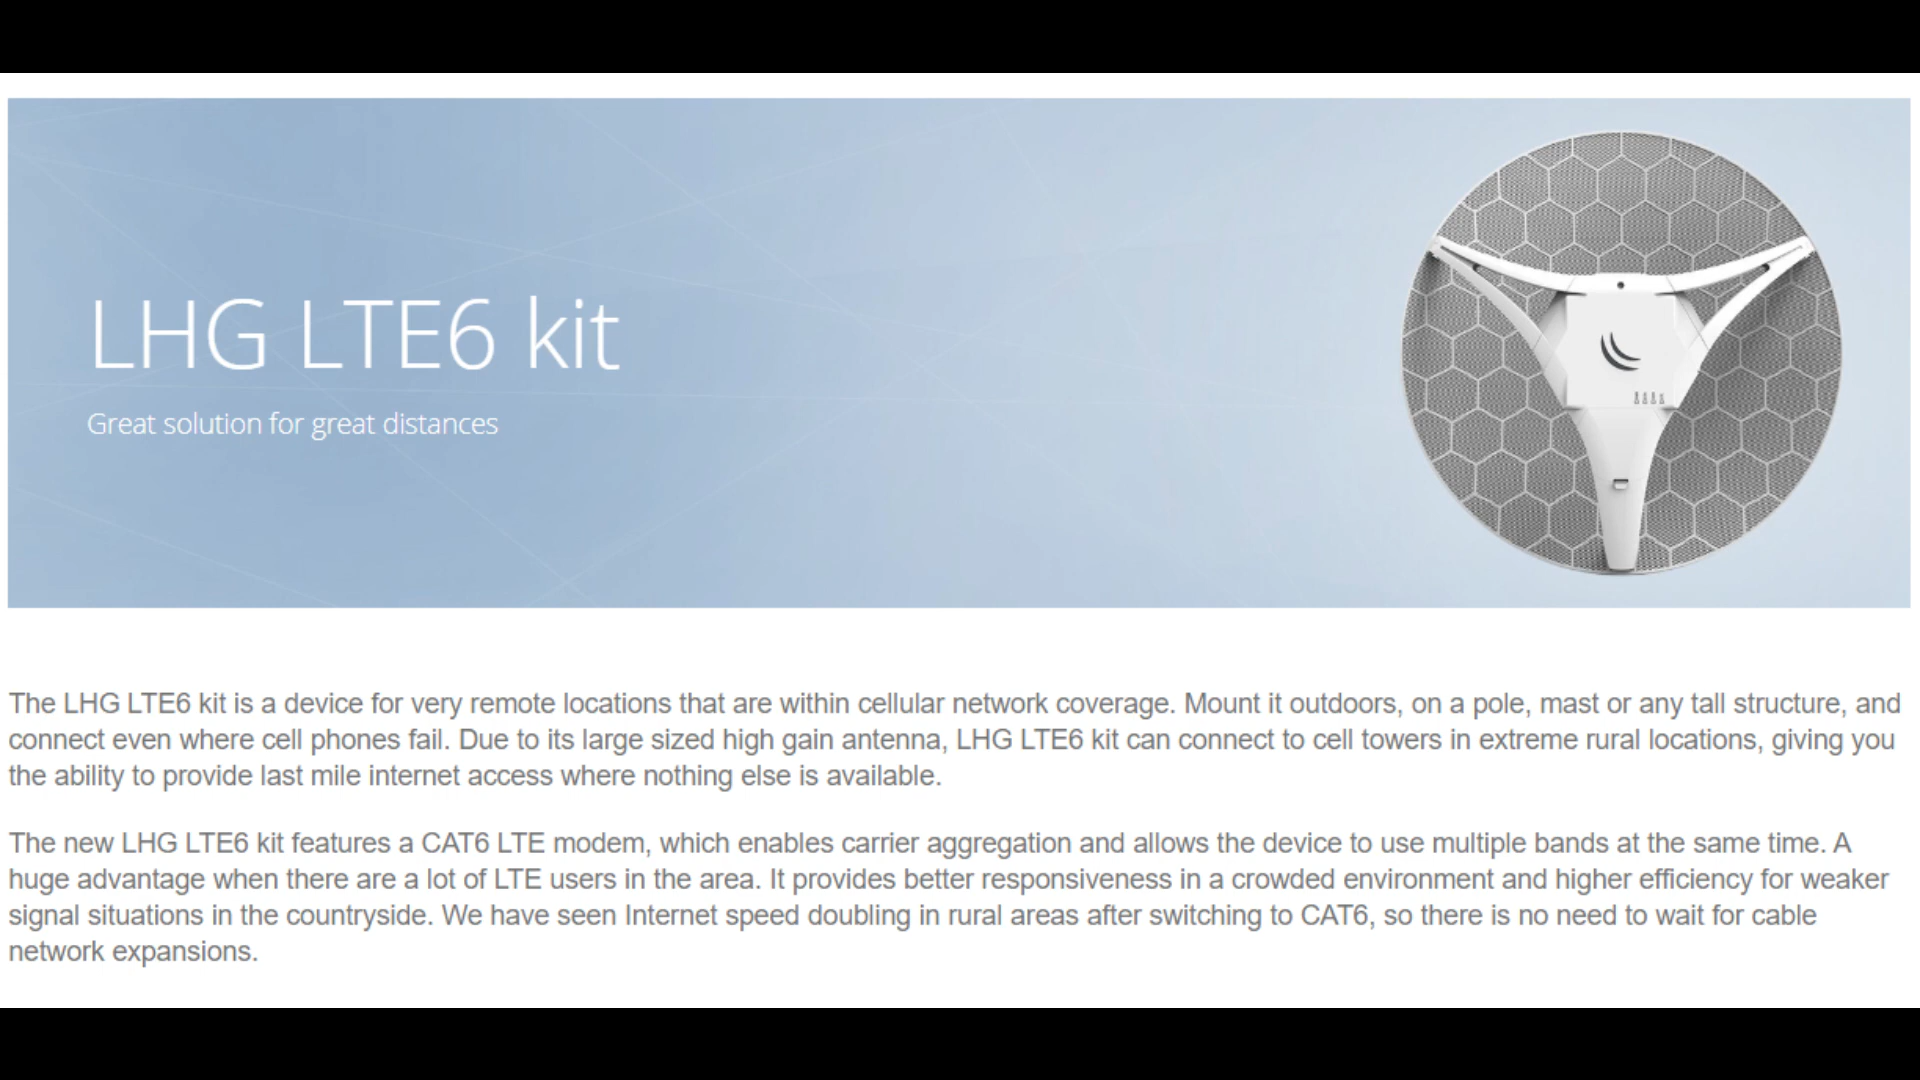 LHG LTE6 kit
Great solution for great distances
The LHG LTE6 kit is a device for very remote locations that are within cellular network coverage. Mount it outdoors, on a pole, mast or any tall structure, and
connect even where cell phones fail. Due to its large sized high gain antenna, LHG LTE6 kit can connect to cell towers in extreme rural locations, giving you
the ability to provide last mile internet access where nothing else is available.
The new LHG LTE6 kit features a CAT6 LTE modem, which enables carrier aggregation and allows the device to use multiple bands at the same time. A
huge advantage when there are a lot of LTE users in the area. It provides better responsiveness in a crowded environment and higher efficiency for weaker
signal situations in the countryside. We have seen Internet speed doubling in rural areas after switching to CAT6, so there is no need to wait for cable
network expansions.